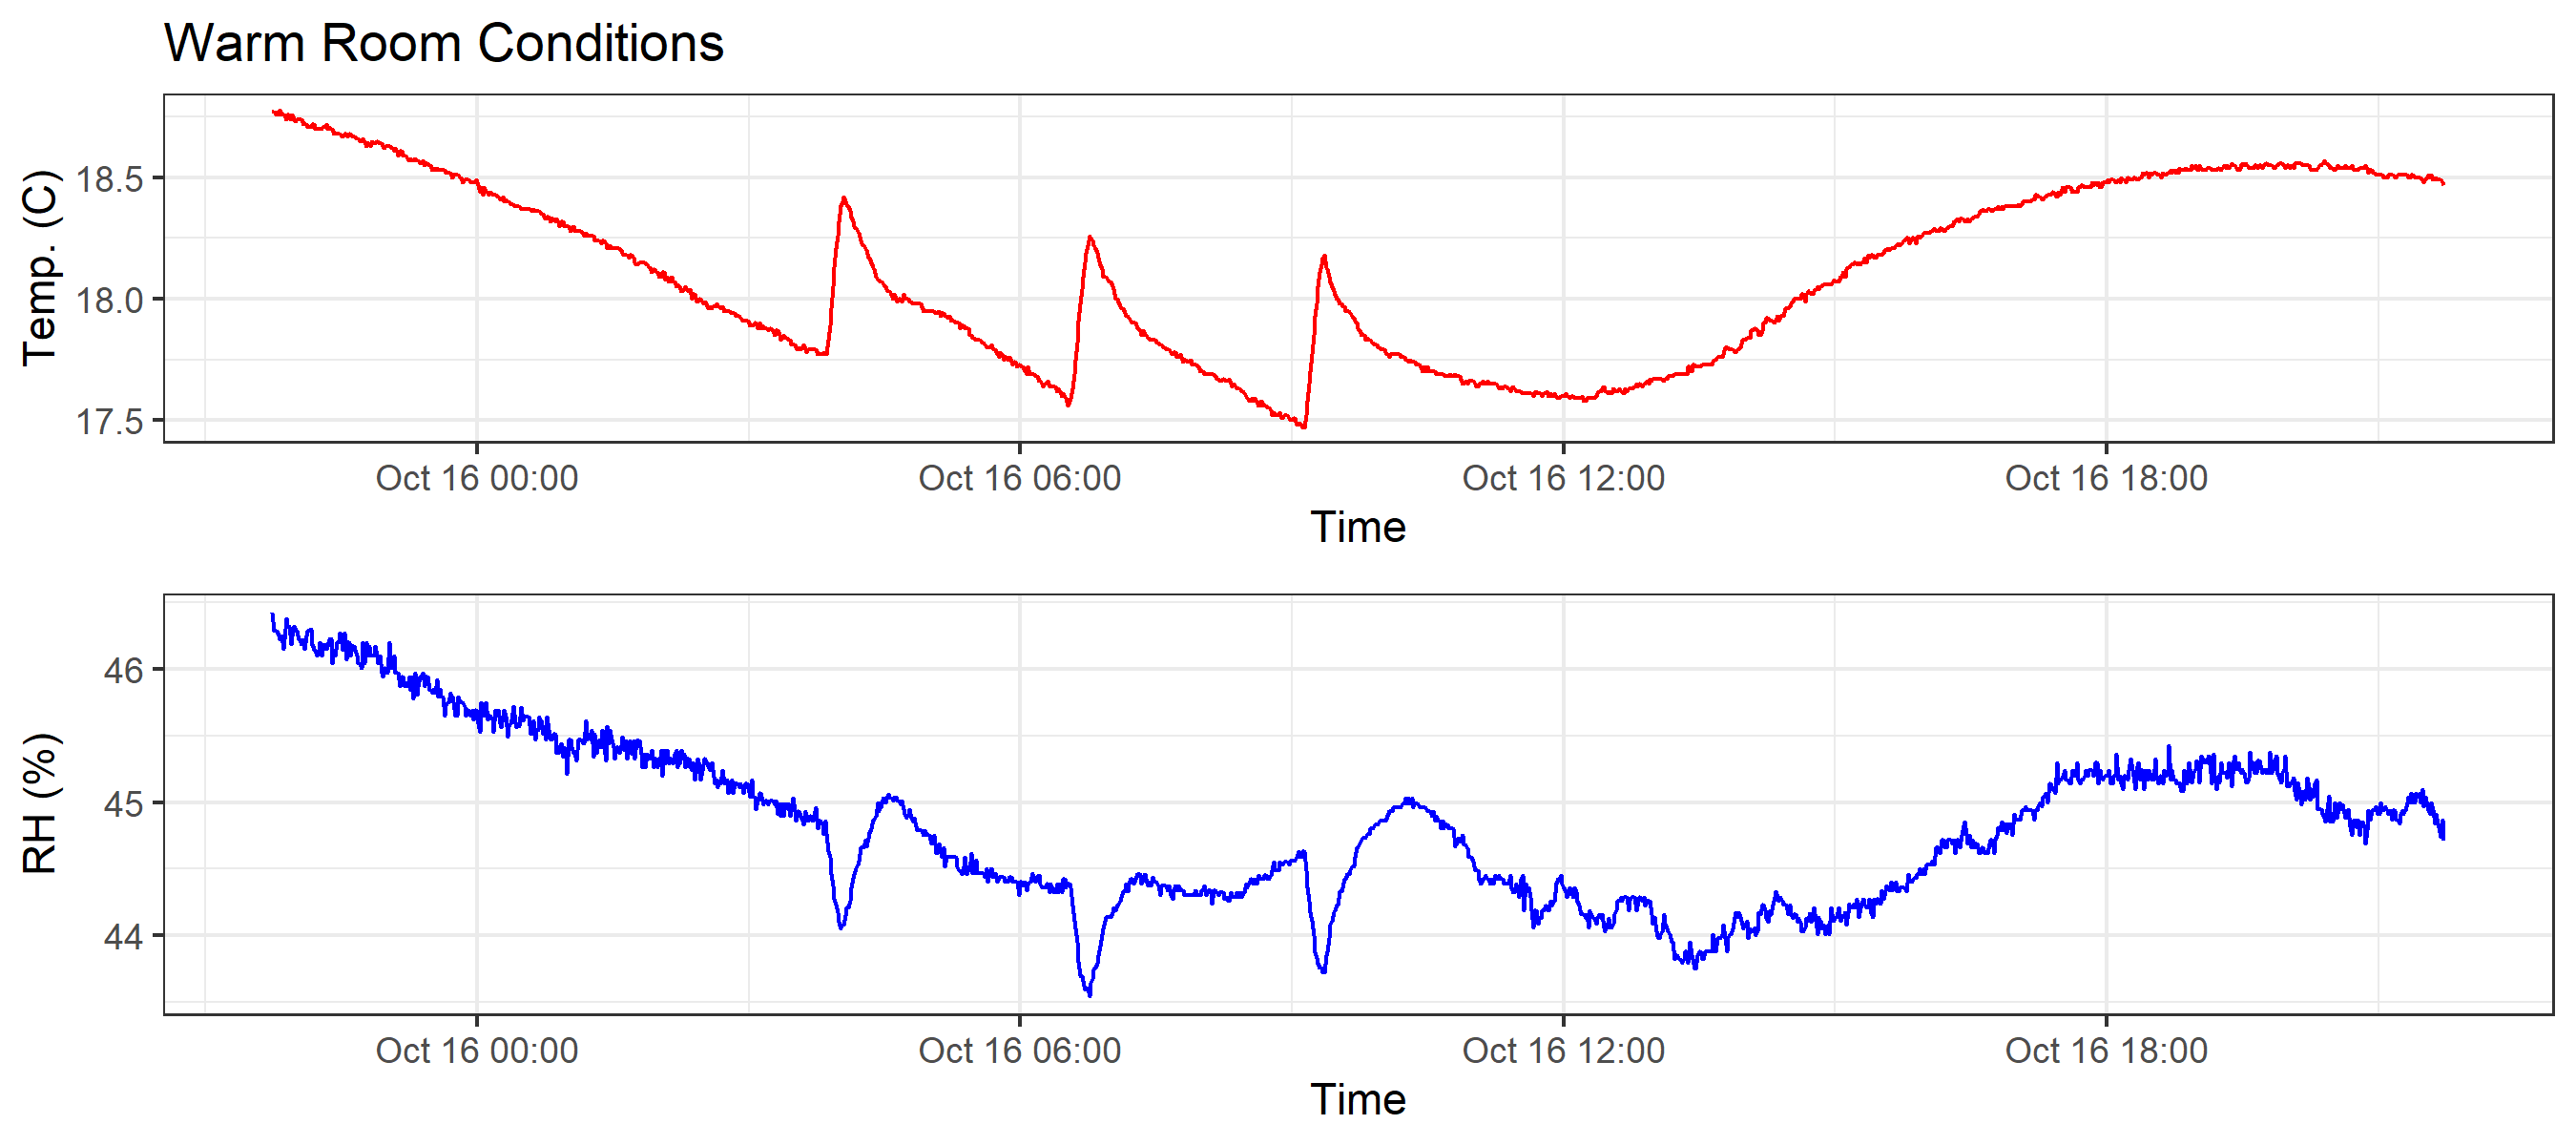 Warm Room Conditions
Temp. (C)
18.5
18.0
17.5
Oct 16 00:00 Oct 16 06:00 Oct 16 12:00 Oct 16 18:00
Time
RH (%)
46
45
44
Oct 16 00:00 Oct 16 06:00 Oct 16 12:00 Oct 16 18:00
Time